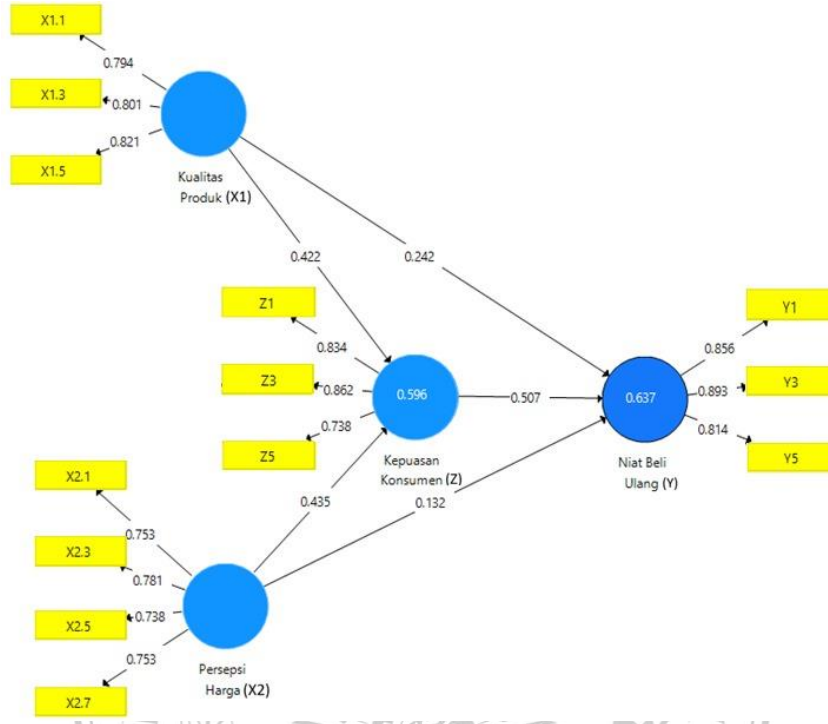 X1.1
0.794
X1.3
0.801
0.821
X1.5
Kualitas
Produk (X1)
0.422
0.242
Z1
0.834
Z3
0.862
0.738
Z5
0.596
Kepuasan
Konsumen (Z)
0.507
0.637
Niat Beli
Ulang (Y)
Y1
0.856
Y3
0.893
0.814
Y5
X2.1
0.435
0.132
0.753
X2.3
0.781
X2.5
0.738
0.753
X2.7
Persepsi
Harga (X2)